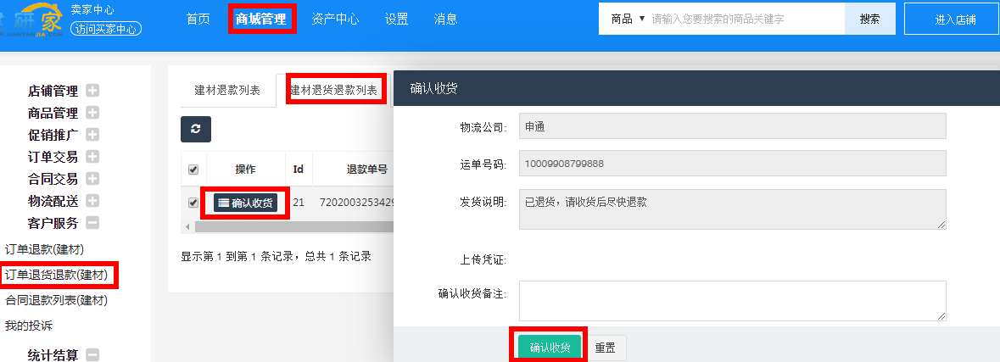 研家
WWW.JIANYANJIA.COM
卖家中心
访问买家中心
首页
商城管理
资产中心
设置
消息
商品 ▼ 请输入您要搜索的商品关键字
搜索
进入店铺
店铺管理
商品管理
促销推广
订单交易
合同交易
物流配送
客户服务
订单退款(建材)
订单退货退款(建材)
合同退款列表(建材)
我的投诉
统计结算
建材退款列表
建材退货退款列表
操作 Id 退款单号
确认收货 21 7202003253429
显示第 1 到第 1 条记录，总共 1 条记录
确认收货
物流公司: 申通
运单号码: 10009908799888
发货说明: 已退货，请收货后尽快退款
上传凭证:
确认收货备注:
确认收货 重置